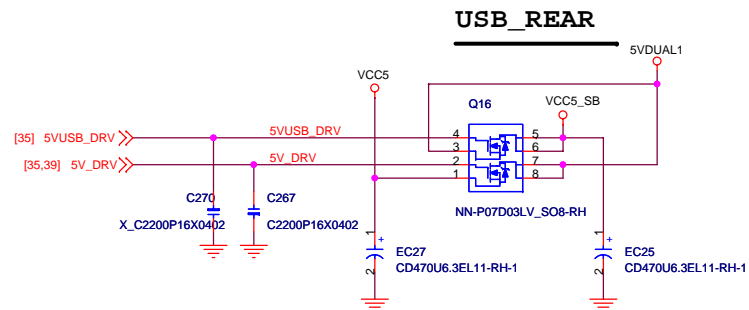 USB_REAR
5VDUAL1
VCC5
Q16
VCC5_SB
[35] 5VUSB_DRV
5VUSB_DRV
4
5
3
6
[35,39] 5V_DRV
5V_DRV
2
7
1
8
C270
C267
X_C2200P16X0402
C2200P16X0402
NN-P07D03LV_SO8-RH
1
+
EC27
2
CD470U6.3EL11-RH-1
1
+
EC25
2
CD470U6.3EL11-RH-1